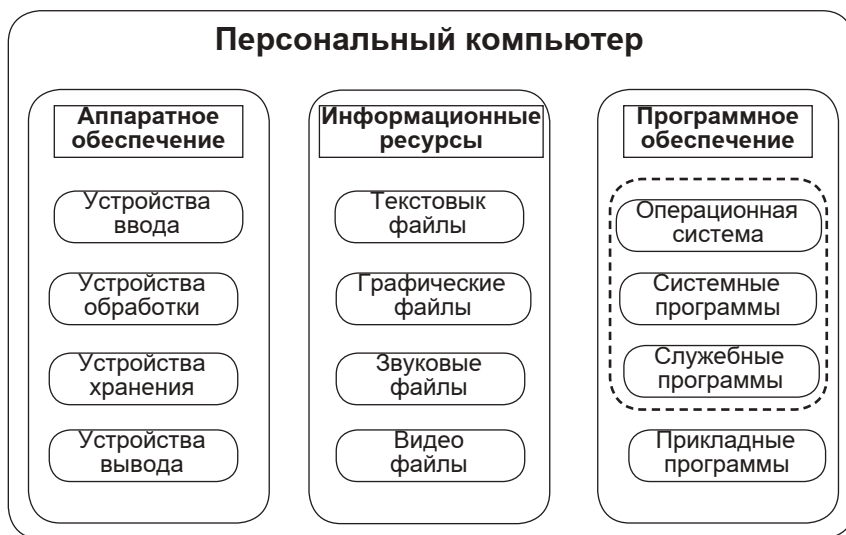 Персональный компьютер
Аппаратное
обеспечение
Устройства
ввода
Устройства
обработки
Устройства
хранения
Устройства
вывода
Информационные
ресурсы
Текстовык
файлы
Графические
файлы
Звуковые
файлы
Видео
файлы
Программное
обеспечение
Операционная
система
Системные
программы
Служебные
программы
Прикладные
программы